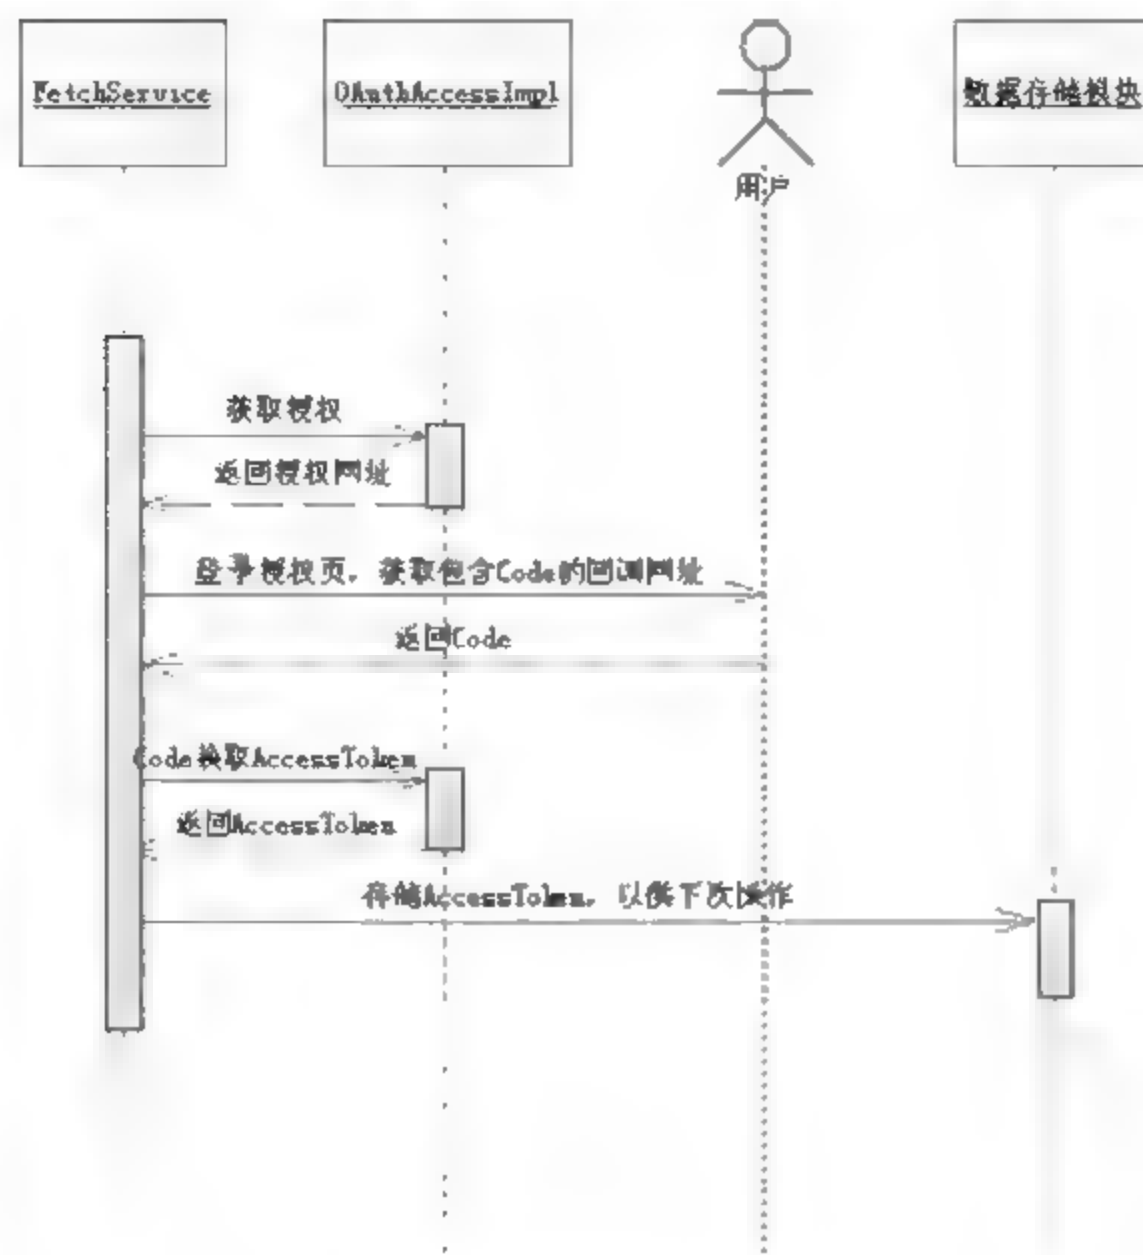 FetchService
OAuthAccessImpl
用户
数据存储模块
获取授权
返回授权网址
登录授权页，获取包含Code的回调网址
返回Code
Code换取AccessToken
返回AccessToken
存储AccessToken，以供下次操作